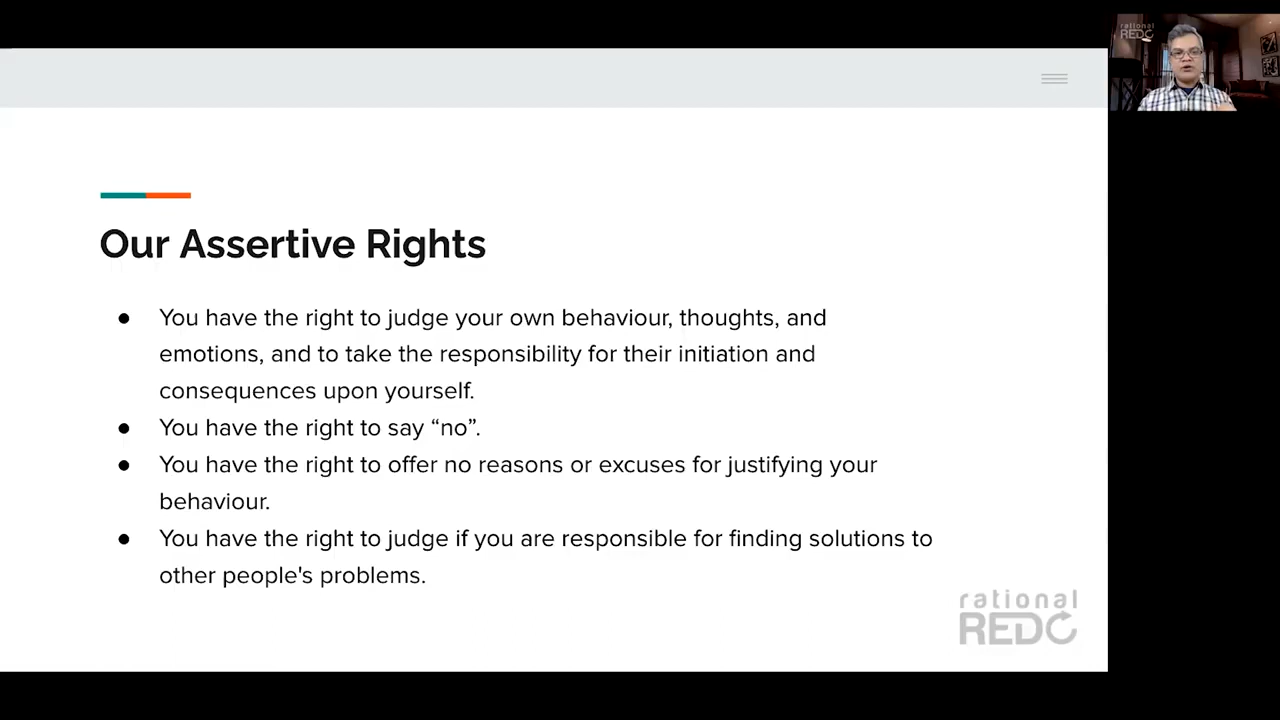 rational
REDO
Our Assertive Rights
● You have the right to judge your own behaviour, thoughts, and
emotions, and to take the responsibility for their initiation and
consequences upon yourself.
● You have the right to say “no”.
● You have the right to offer no reasons or excuses for justifying your
behaviour.
● You have the right to judge if you are responsible for finding solutions to
other people's problems.
rational
REDO